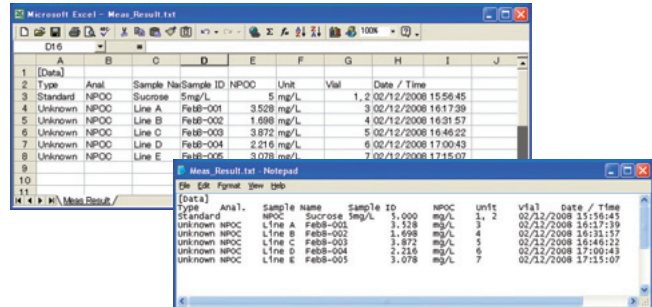 Microsoft Excel - Meas_Result.txt
100%
D16 =
A B C D E F G H I J
1 [Data]
2 Type Anal. Sample Nar Sample ID NPOC Unit Vial Date / Time
3 Standard NPOC Sucrose 5mg/L 5 mg/L 1, 2 02/12/2008 15:56:45
4 Unknown NPOC Line A Feb8-001 3.528 mg/L 3 02/12/2008 16:17:39
5 Unknown NPOC Line B Feb8-002 1.698 mg/L 4 02/12/2008 16:31:57
6 Unknown NPOC Line C Feb8-003 3.872 mg/L 5 02/12/2008 16:46:22
7 Unknown NPOC Line D Feb8-004 2.216 mg/L 6 02/12/2008 17:00:43
8 Unknown NPOC Line E Feb8-005 3.078 mg/L 7 02/12/2008 17:15:07
9
10
11
Meas_Result
Meas_Result.txt - Notepad
File Edit Format View Help
[Data]
Type Anal. Sample Name Sample ID NPOC Unit Vial Date / Time
Standard NPOC Sucrose 5mg/L 5.000 mg/L 1, 2 02/12/2008 15:56:45
Unknown NPOC Line A Feb8-001 3.528 mg/L 3 02/12/2008 16:17:39
Unknown NPOC Line B Feb8-002 1.698 mg/L 4 02/12/2008 16:31:57
Unknown NPOC Line C Feb8-003 3.872 mg/L 5 02/12/2008 16:46:22
Unknown NPOC Line D Feb8-004 2.216 mg/L 6 02/12/2008 17:00:43
Unknown NPOC Line E Feb8-005 3.078 mg/L 7 02/12/2008 17:15:07